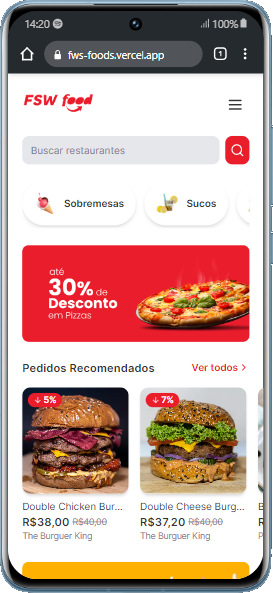 14:20
100%
fws-foods.vercel.app
1
FSW food
Buscar restaurantes
Sobremesas
Sucos
até
30% de
Desconto
em Pizzas
Pedidos Recomendados
Ver todos
5%
7%
Double Chicken Bur...
Double Cheese Burg...
R$38,00 R$40,00
R$37,20 R$40,00
The Burguer King
The Burguer King